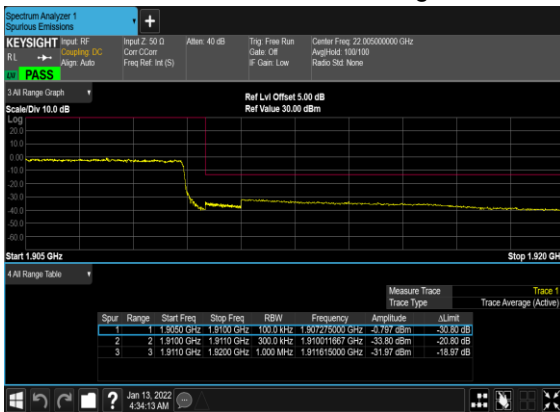 Spectrum Analyzer 1
Spurious Emissions
+
KEYSIGHT Input: RF Input Z: 50 Ω Atten: 40 dB Trig: Free Run Center Freq: 22.005000000 GHz
RL Coupling: DC Corr CCorr Gate: Off Avg|Hold: 100/100
Align: Auto Freq Ref: Int (S) IF Gain: Low Radio Std: None
PASS
3 All Range Graph
Ref Lvl Offset 5.00 dB
Scale/Div 10.0 dB Ref Value 30.00 dBm
Log
20.0
10.0
0.00
-10.0
-20.0
-30.0
-40.0
-50.0
-60.0
Start 1.905 GHz Stop 1.920 GH
4 All Range Table
Measure Trace Trace 1
Trace Type Trace Average (Active)
Spur Range Start Freq Stop Freq RBW Frequency Amplitude ΔLimit
1 1 1.9050 GHz 1.9100 GHz 100.0 kHz 1.907275000 GHz -0.797 dBm -30.80 dB
2 2 1.9100 GHz 1.9110 GHz 300.0 kHz 1.910011667 GHz -33.80 dBm -20.80 dB
3 3 1.9110 GHz 1.9200 GHz 1.000 MHz 1.911615000 GHz -31.97 dBm -18.97 dB
? Jan 13, 2022
4:34:13 AM